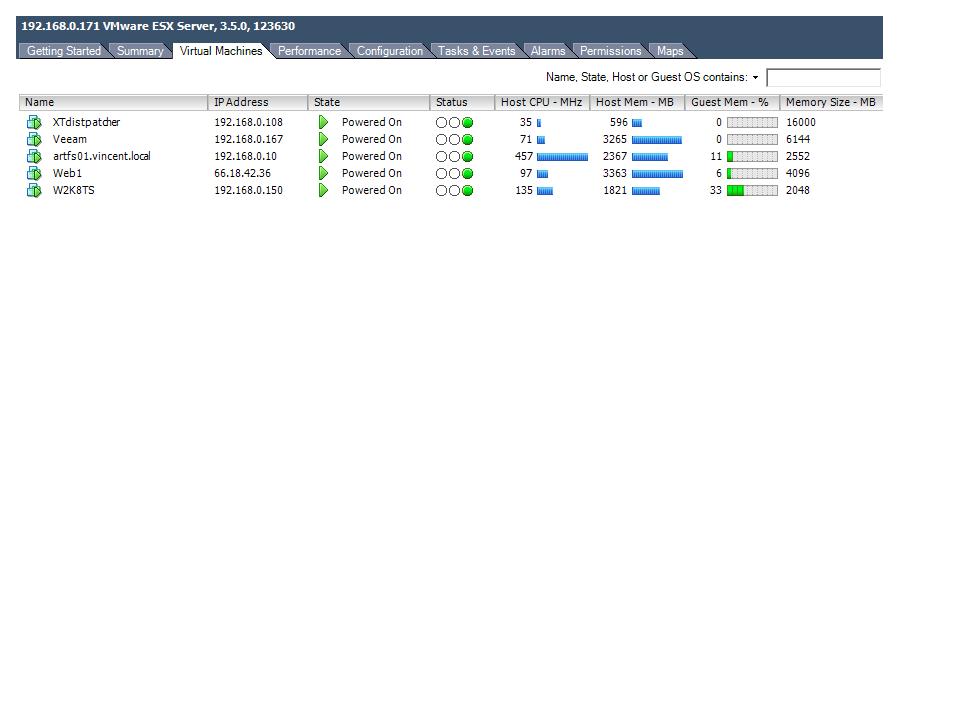 192.168.0.171 VMware ESX Server, 3.5.0, 123630
Getting Started Summary Virtual Machines Performance Configuration Tasks & Events Alarms Permissions Maps
Name, State, Host or Guest OS contains:
Name IP Address State Status Host CPU - MHz Host Mem - MB Guest Mem - % Memory Size - MB
XTdistpatcher 192.168.0.108 Powered On 35 596 0 16000
Veeam 192.168.0.167 Powered On 71 3265 0 6144
artfs01.vincent.local 192.168.0.10 Powered On 457 2367 11 2552
Web1 66.18.42.36 Powered On 97 3363 6 4096
W2K8TS 192.168.0.150 Powered On 135 1821 33 2048